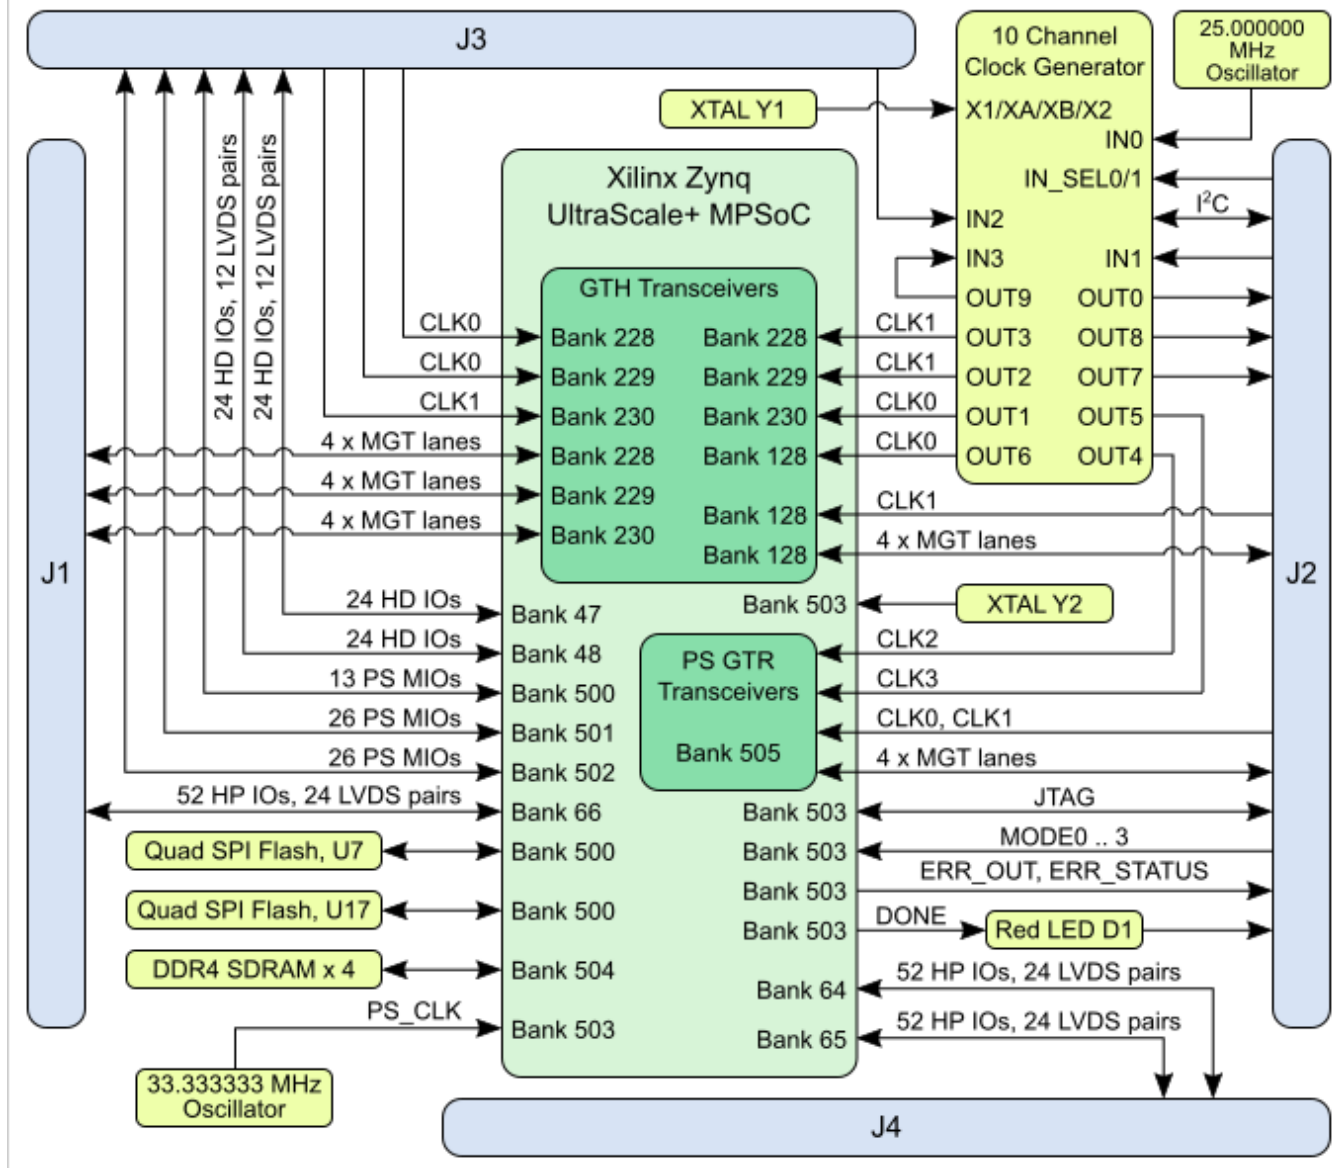 J3
10 Channel
Clock Generator
25.000000
MHz
Oscillator
XTAL Y1
X1/XA/XB/X2
IN0
IN_SEL0/1
I²C
IN2
IN3
IN1
OUT9
OUT0
OUT3
OUT8
OUT2
OUT7
OUT1
OUT5
OUT6
OUT4
24 HD IOs, 12 LVDS pairs
24 HD IOs, 12 LVDS pairs
Xilinx Zynq
UltraScale+ MPSoC
GTH Transceivers
CLK0
Bank 228
Bank 228
CLK1
CLK0
Bank 229
Bank 229
CLK1
CLK1
Bank 230
Bank 230
CLK0
4 x MGT lanes
Bank 228
Bank 128
CLK0
4 x MGT lanes
Bank 229
Bank 128
CLK1
4 x MGT lanes
Bank 230
Bank 128
4 x MGT lanes
J1
J2
24 HD IOs
Bank 47
Bank 503
XTAL Y2
24 HD IOs
Bank 48
PS GTR
Transceivers
Bank 505
CLK2
13 PS MIOs
Bank 500
CLK3
26 PS MIOs
Bank 501
CLK0, CLK1
26 PS MIOs
Bank 502
4 x MGT lanes
52 HP IOs, 24 LVDS pairs
Bank 66
Bank 503
JTAG
Quad SPI Flash, U7
Bank 500
Bank 503
MODE0 .. 3
Bank 503
ERR_OUT, ERR_STATUS
Quad SPI Flash, U17
Bank 500
Bank 503
DONE
Red LED D1
DDR4 SDRAM x 4
Bank 504
Bank 64
52 HP IOs, 24 LVDS pairs
PS_CLK
Bank 503
Bank 65
52 HP IOs, 24 LVDS pairs
33.333333 MHz
Oscillator
J4